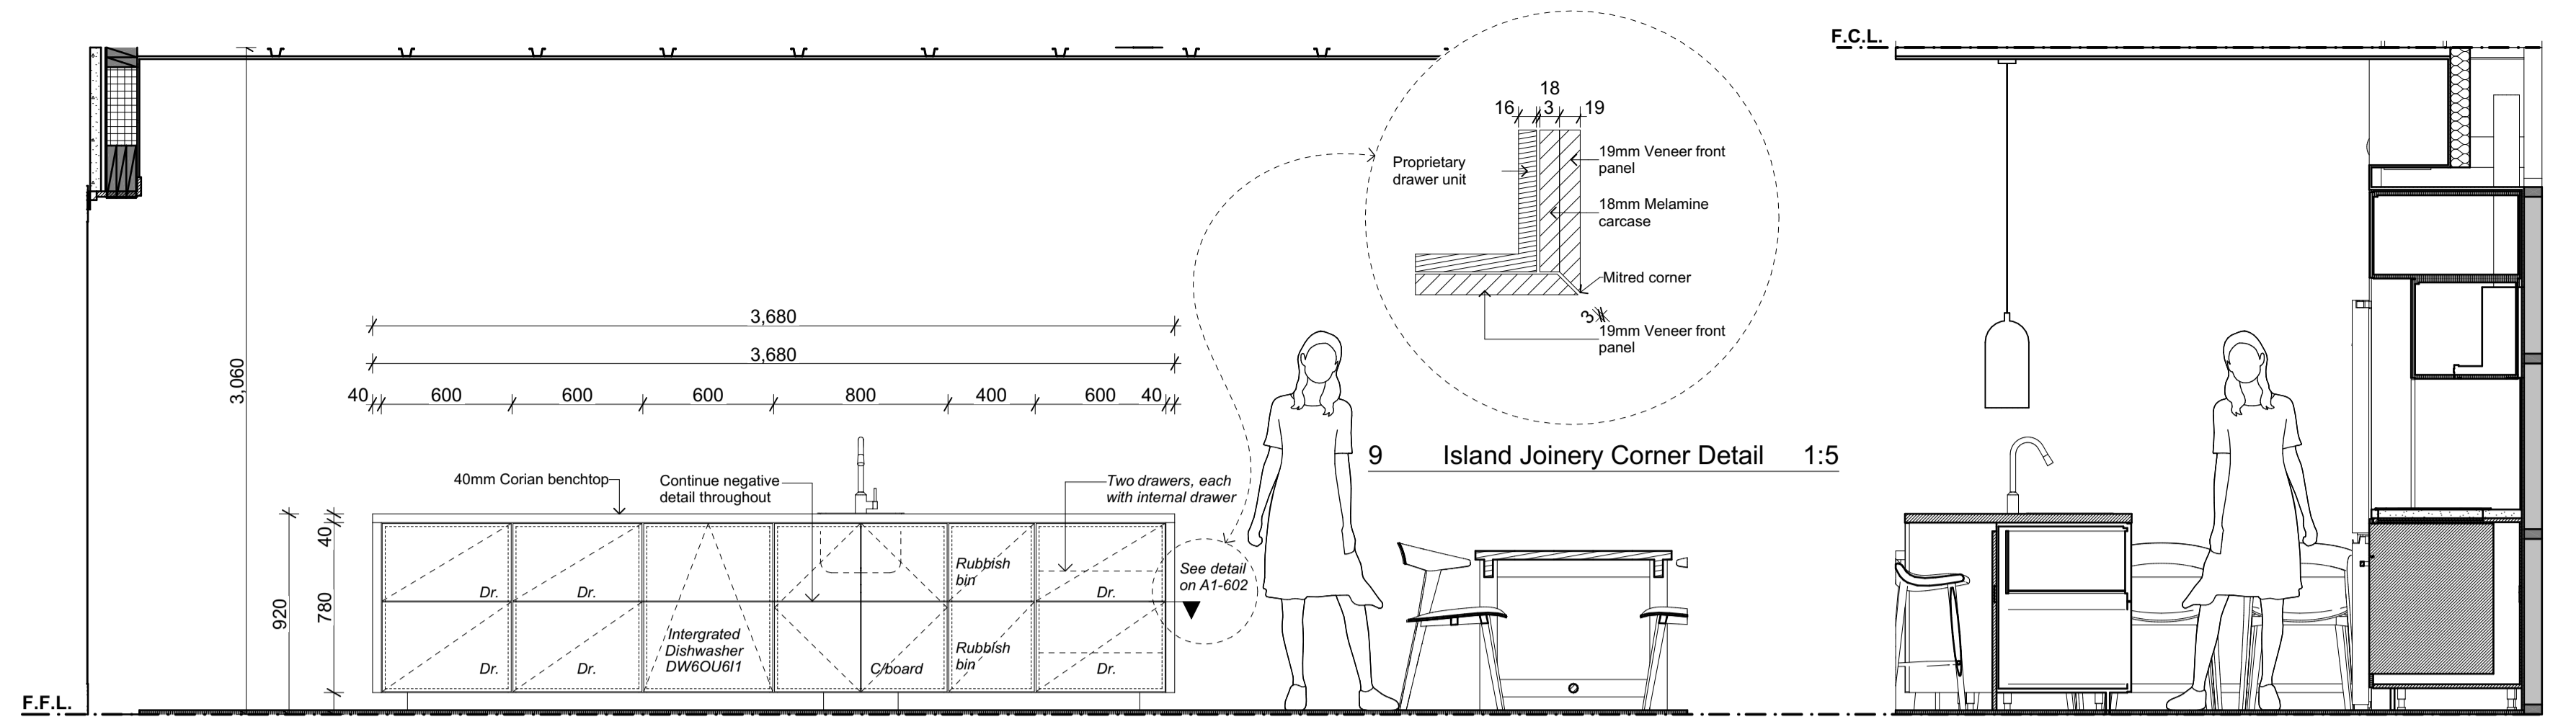 F.C.L.
18
16 3 19
19mm Veneer front
panel
Proprietary
drawer unit
18mm Melamine
carcase
Mitred corner
3
19mm Veneer front
panel
3,680
3,680
3,060
40 600 600 600 800 400 600 40
9 Island Joinery Corner Detail 1:5
40mm Corian benchtop
Continue negative
detail throughout
Two drawers, each
with internal drawer
40
780
920
Rubbish
bin
Dr.
Dr.
Dr.
See detail
on A1-602
Intergrated
Dishwasher
DW6OU6I1
Rubbish
bin
Dr.
Dr.
C/board
Dr.
F.F.L.